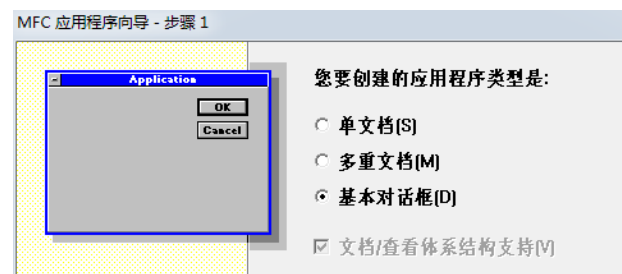 MFC 应用程序向导 - 步骤 1
Application
OK
Cancel
您要创建的应用程序类型是:
单文档(S)
多重文档(M)
基本对话框(D)
文档/查看体系结构支持(V)